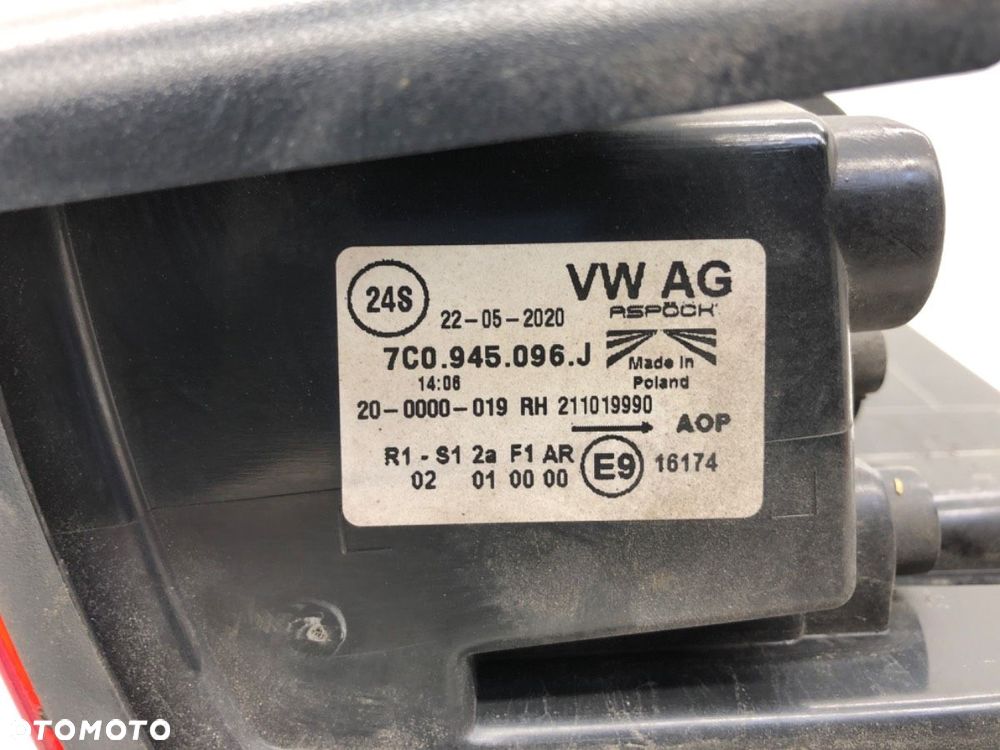 24S
VW AG
22-05-2020
ASPÖCK
7C0.945.096.J
Made in
Poland
14:06
20-0000-019 RH 211019990
AOP
R1-S1 2a F1 AR
02 01 00 00
E9
16174
OTOMOTO